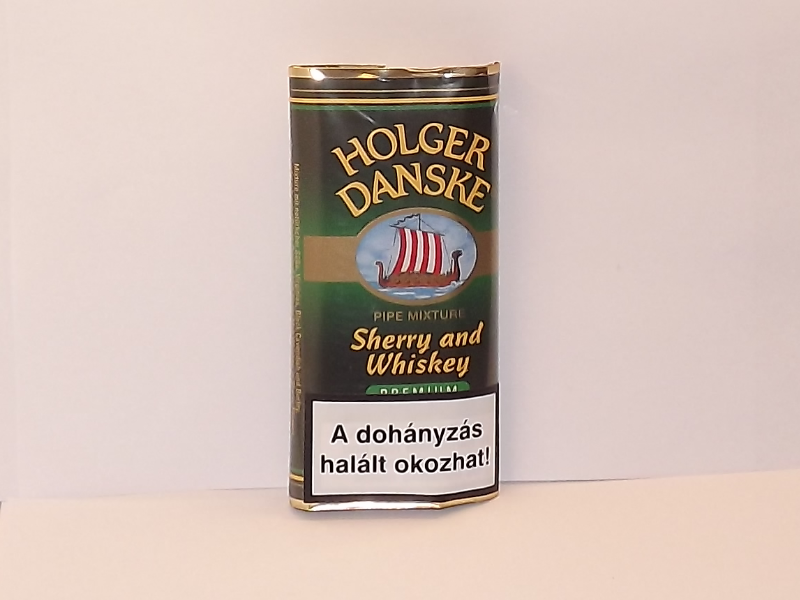 HOLGER
DANSKE
PIPE MIXTURE
Sherry and
Whiskey
PREMIUM
A dohányzás
halált okozhat!